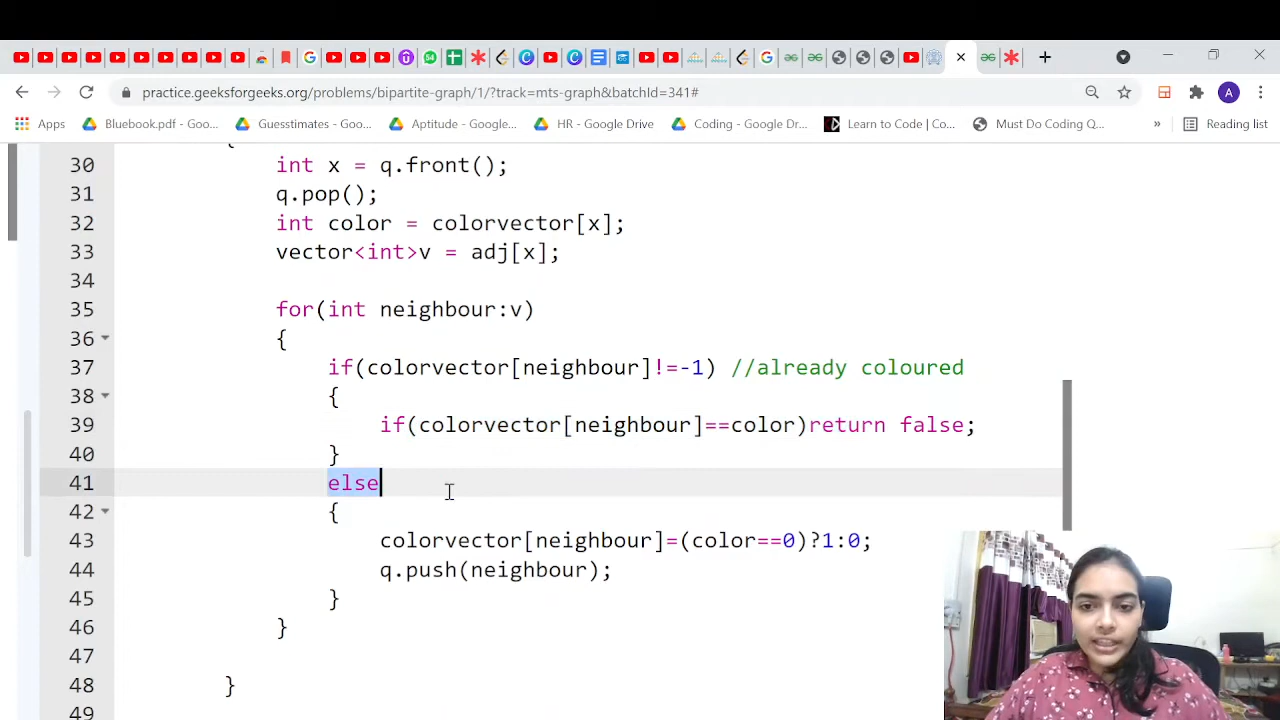 practice.geeksforgeeks.org/problems/bipartite-graph/1/?track=mts-graph&batchId=341#
A
Apps
Bluebook.pdf - Goo...
Guesstimates - Goo...
Aptitude - Google...
HR - Google Drive
Coding - Google Dr...
Learn to Code | Co...
Must Do Coding Q...
»
Reading list
30 int x = q.front();
31 q.pop();
32 int color = colorvector[x];
33 vector<int>v = adj[x];
34
35 for(int neighbour:v)
36 {
37 if(colorvector[neighbour]!=-1) //already coloured
38 {
39 if(colorvector[neighbour]==color)return false;
40 }
41 else
42 {
43 colorvector[neighbour]=(color==0)?1:0;
44 q.push(neighbour);
45 }
46 }
47
48 }
49